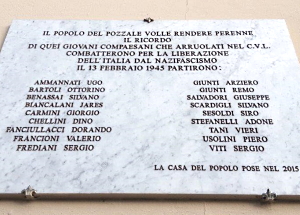 IL POPOLO DEL POZZALE VOLLE RENDERE PERENNE
IL RICORDO
DI QUEI GIOVANI COMPAESANI CHE ARRUOLATI NEL C.V.L.
COMBATTERONO PER LA LIBERAZIONE
DELL'ITALIA DAL NAZIFASCISMO
IL 13 FEBBRAIO 1945 PARTIRONO:
AMMANNATI UGO
BARTOLI OTTORINO
BENASSAI SILVANO
BIANCALANI JARES
CARMINI GIORGIO
CHELLINI DINO
FANCIULLACCI DORANDO
FRANCIONI VALERIO
FREDIANI SERGIO
GIUNTI ARZIERO
GIUNTI REMO
SALVADORI GIUSEPPE
SCARDIGLI SILVANO
SESOLDI SIRO
STEFANELLI ADONE
TANI VIERI
USOLINI PIERO
VITI SERGIO
LA CASA DEL POPOLO POSE NEL 2015